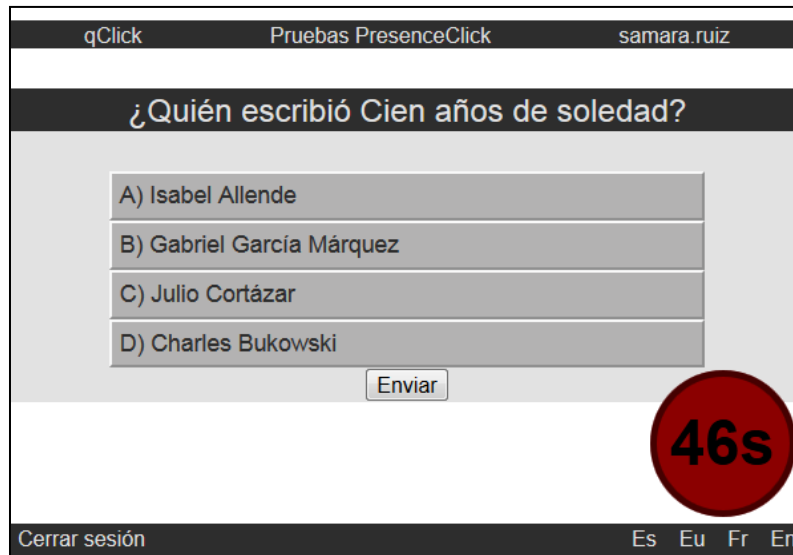 qClick Pruebas PresenceClick samara.ruiz
¿Quién escribió Cien años de soledad?
A) Isabel Allende
B) Gabriel García Márquez
C) Julio Cortázar
D) Charles Bukowski
Enviar
46s
Cerrar sesión Es Eu Fr En